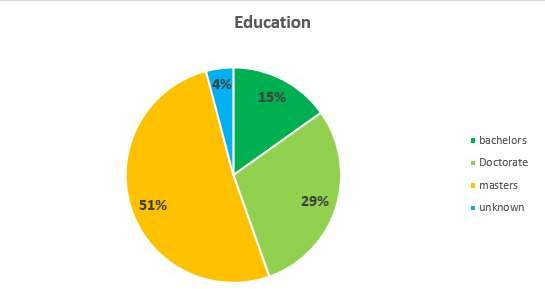 Education
4%
15%
51%
29%
bachelors
Doctorate
masters
unknown